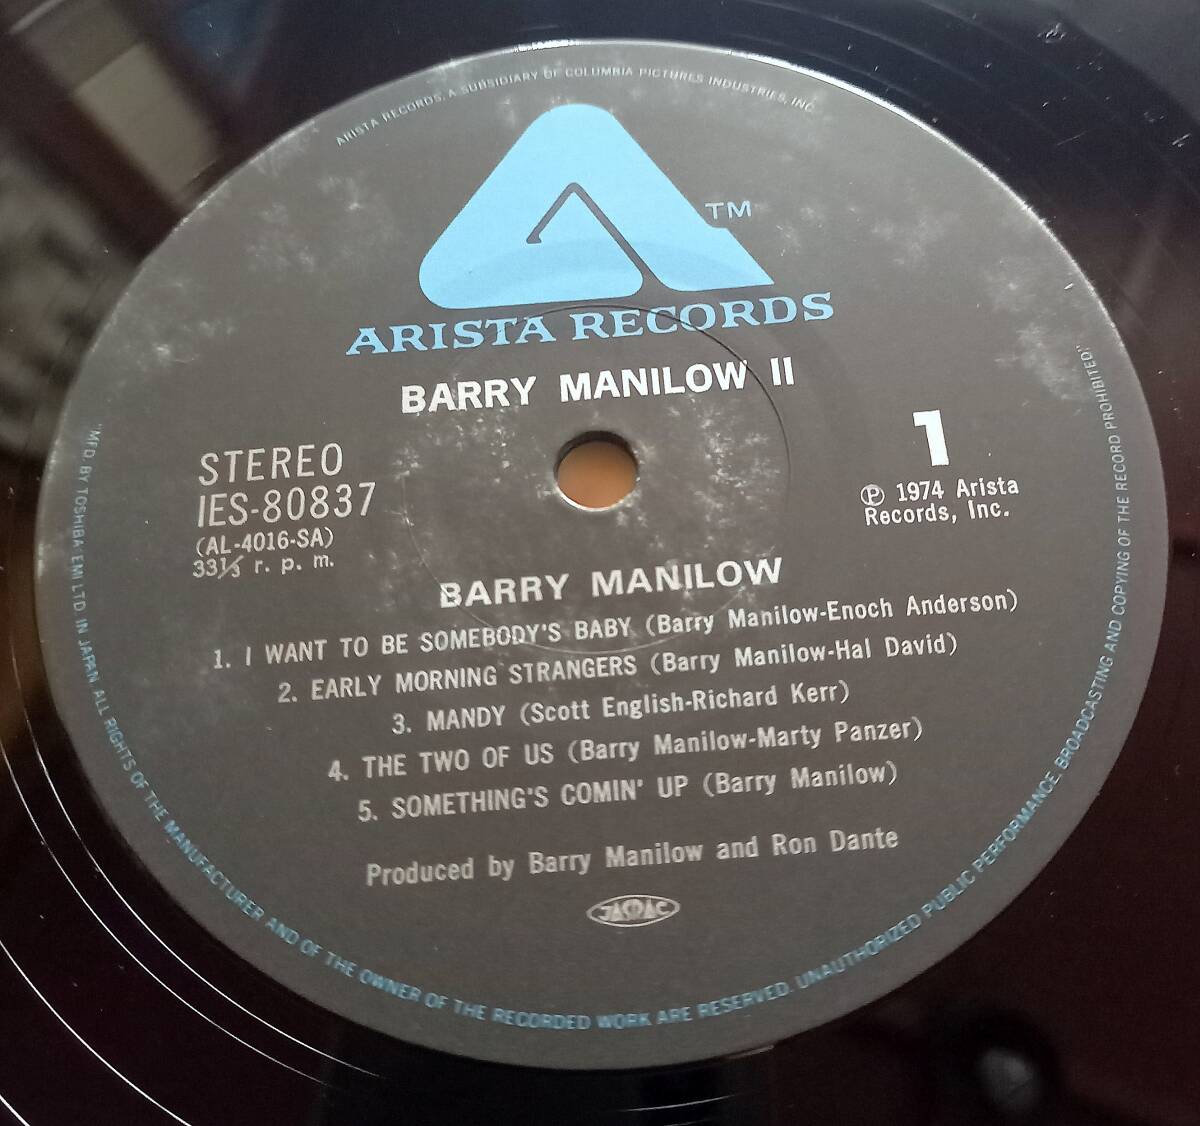 ARISTA RECORDS, A SUBSIDIARY OF COLUMBIA PICTURES INDUSTRIES, INC.
TM
ARISTA RECORDS
BARRY MANILOW II
STEREO
IES-80837
(AL-4016-SA)
33⅓ r. p. m.
1
Ⓟ 1974 Arista
Records, Inc.
BARRY MANILOW
1. I WANT TO BE SOMEBODY'S BABY (Barry Manilow-Enoch Anderson)
2. EARLY MORNING STRANGERS (Barry Manilow-Hal David)
3. MANDY (Scott English-Richard Kerr)
4. THE TWO OF US (Barry Manilow-Marty Panzer)
5. SOMETHING'S COMIN' UP (Barry Manilow)
Produced by Barry Manilow and Ron Dante
JASRAC
"MFD. BY TOSHIBA-EMI LTD. IN JAPAN ALL RIGHTS OF THE MANUFACTURER AND OF THE OWNER OF THE RECORDED WORK ARE RESERVED. UNAUTHORIZED PUBLIC PERFORMANCE, BROADCASTING AND COPYING OF THE RECORD PROHIBITED."